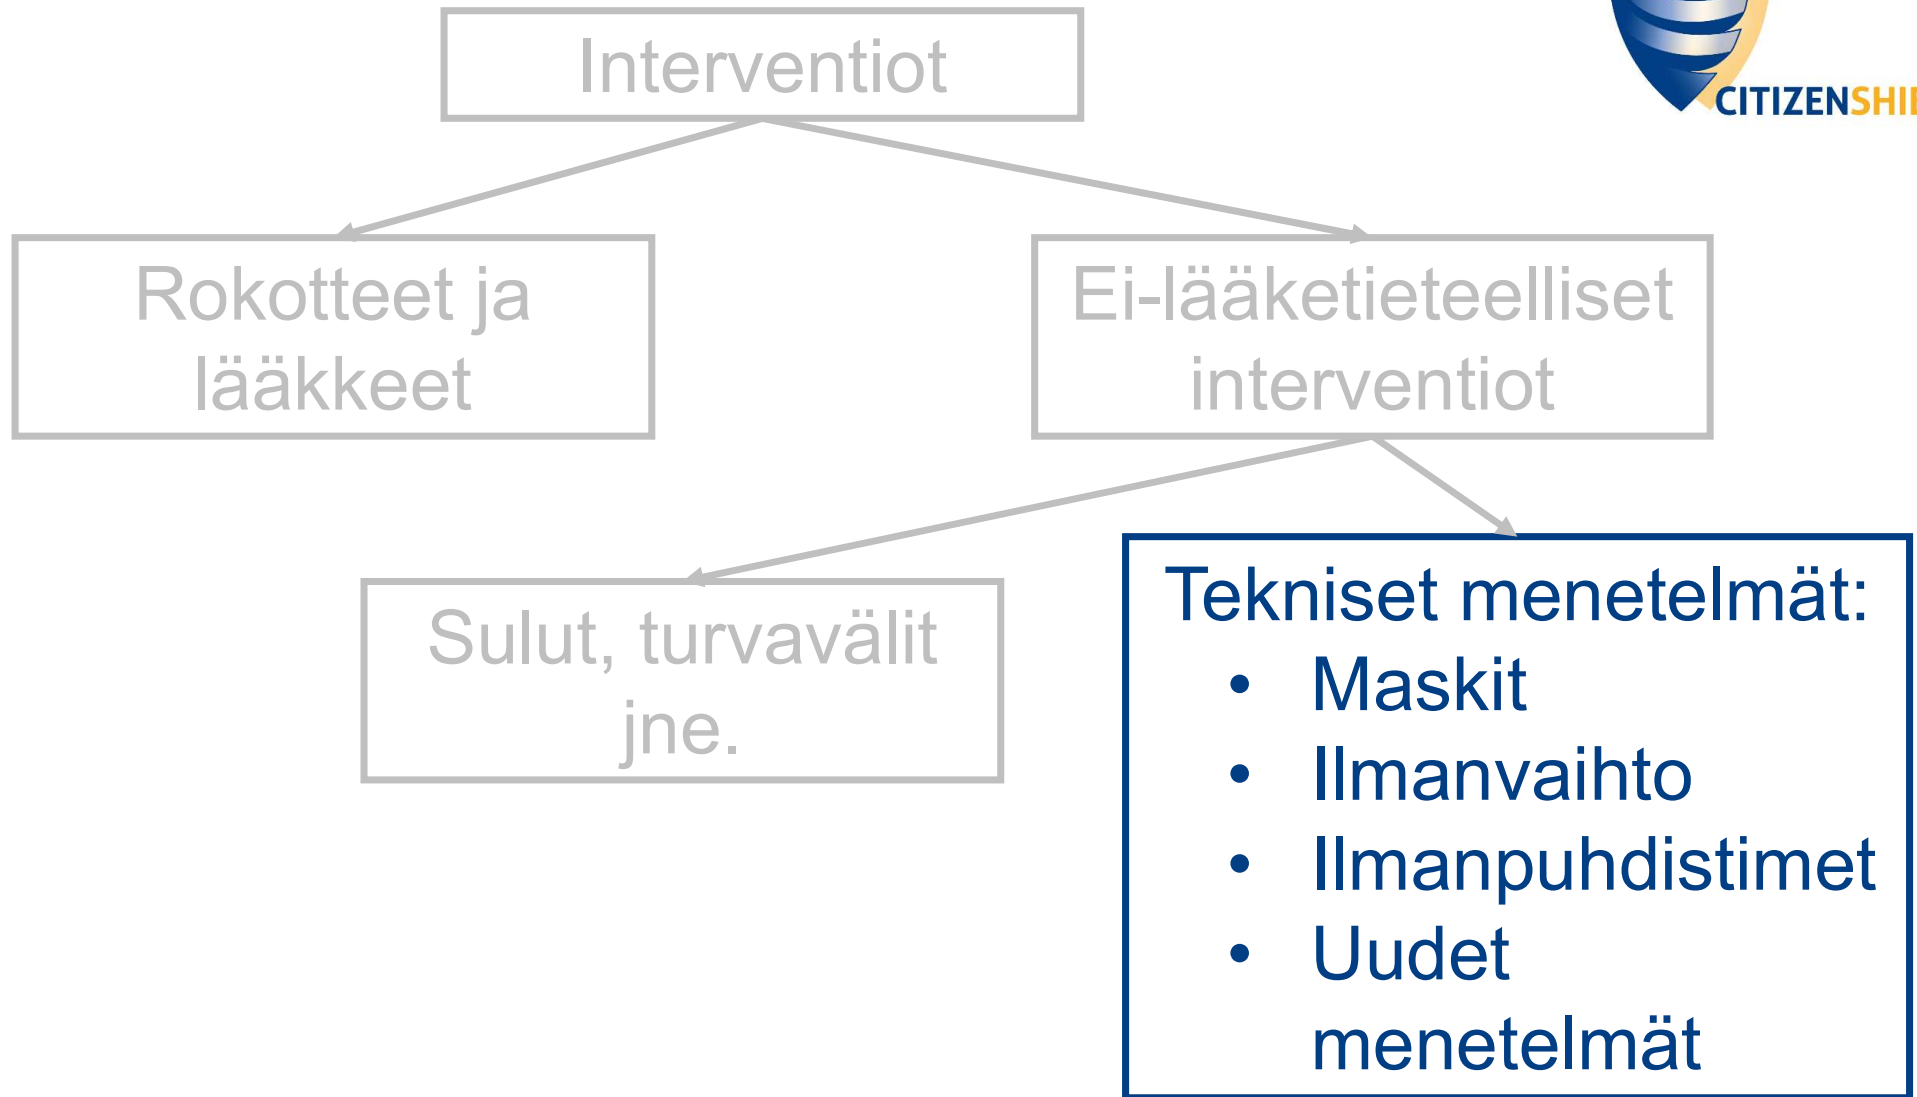 Interventiot
CITIZENSHI
Rokotteet ja
lääkkeet
Ei-lääketieteelliset
interventiot
Sulut, turvavälit
jne.
Tekniset menetelmät:
• Maskit
• Ilmanvaihto
• Ilmanpuhdistimet
• Uudet
menetelmät